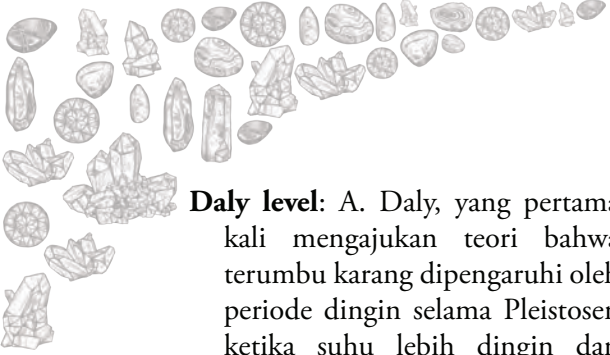 Daly level: A. Daly, yang pertama
kali mengajukan teori bahwa
terumbu karang dipengaruhi oleh
periode dingin selama Pleistosen
ketika suhu lebih dingin dan